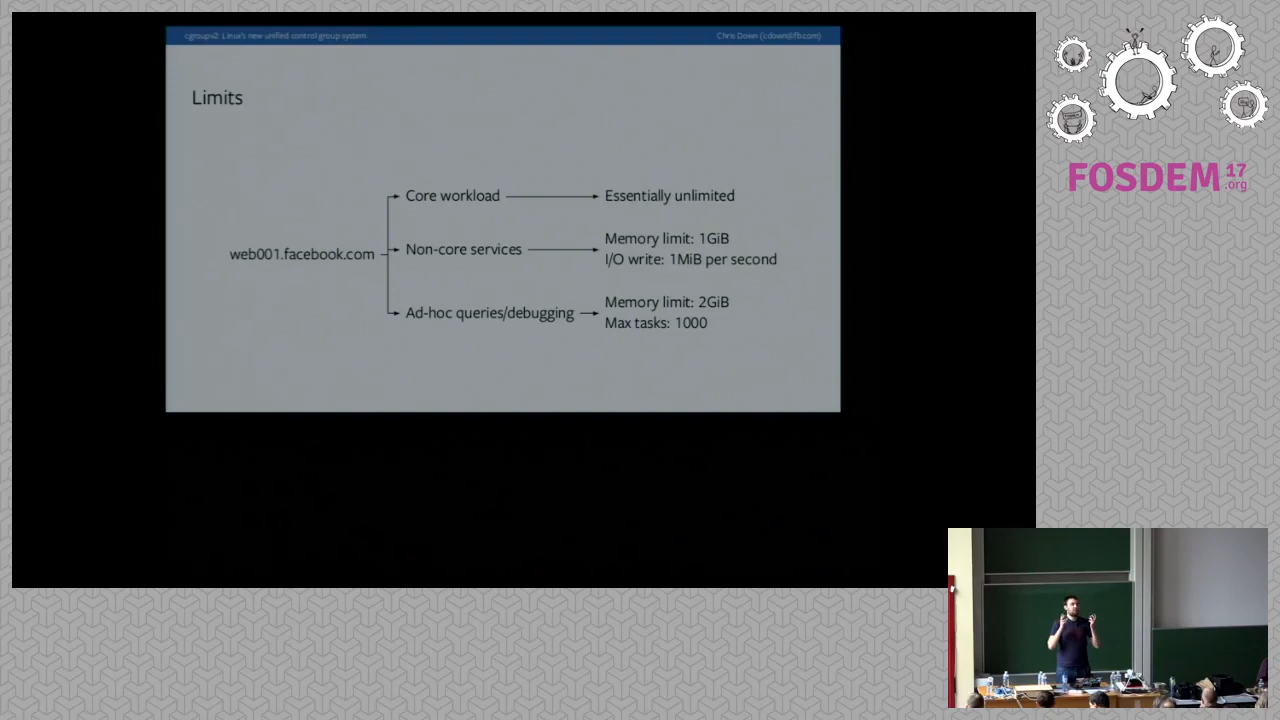 cgroupv2: Linux's new unified control group system
Chris Down (cdown@fb.com)
Limits
web001.facebook.com
Core workload
Essentially unlimited
Non-core services
Memory limit: 1GiB
I/O write: 1MiB per second
Ad-hoc queries/debugging
Memory limit: 2GiB
Max tasks: 1000
FOSDEM 17
.org